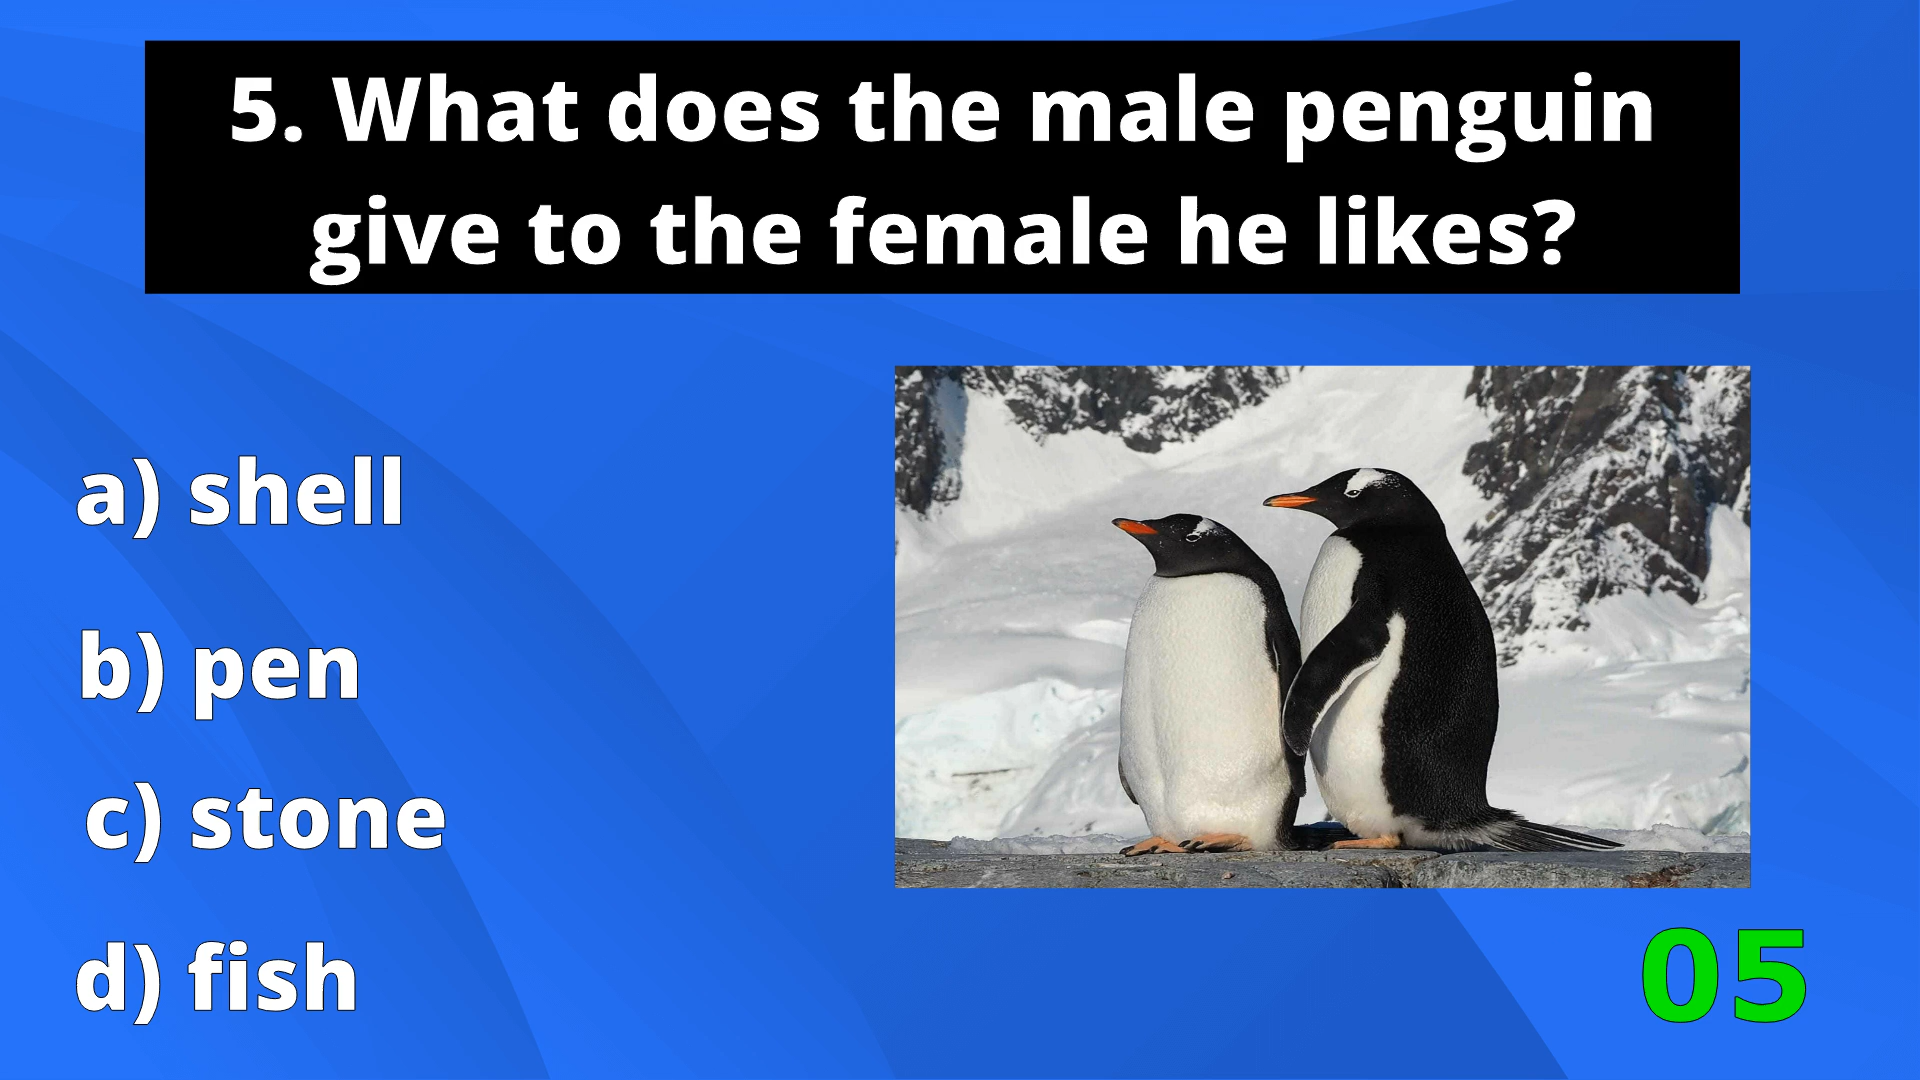 5. What does the male penguin
give to the female he likes?
a) shell
b) pen
c) stone
d) fish
05